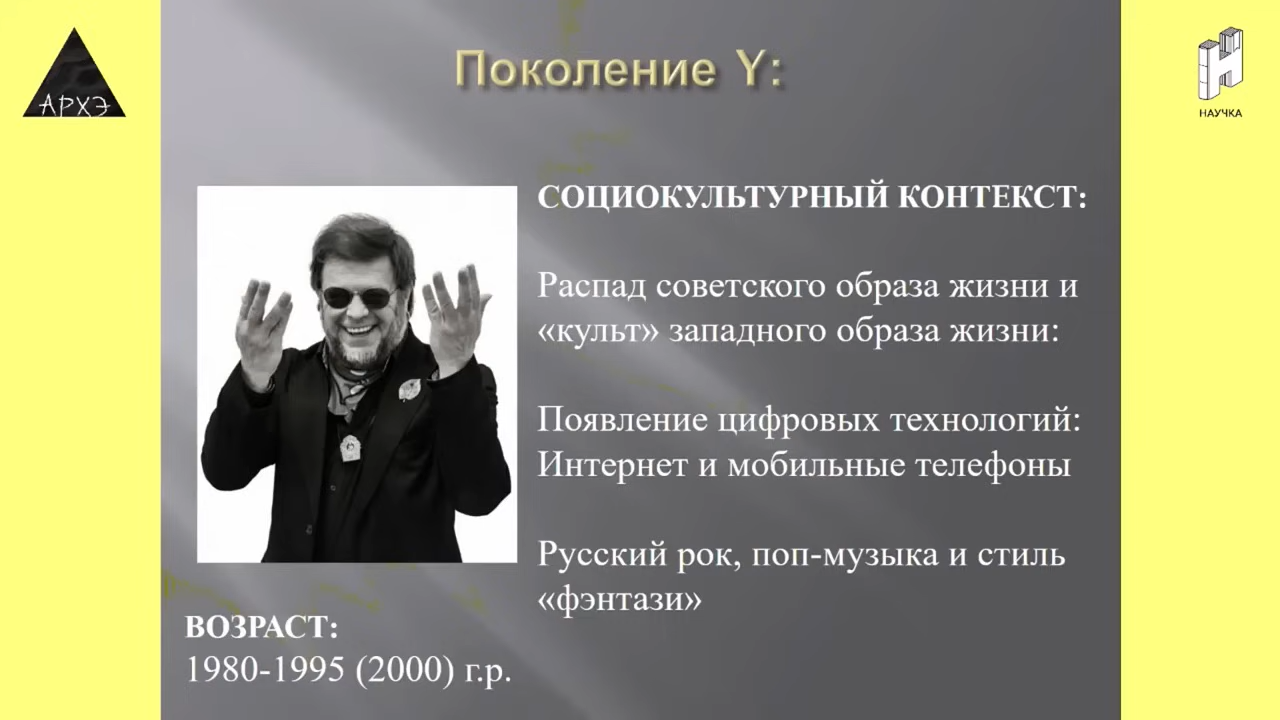 АРХЭ
НАУЧКА
Поколение Y:
СОЦИОКУЛЬТУРНЫЙ КОНТЕКСТ:
Распад советского образа жизни и
«культ» западного образа жизни:
Появление цифровых технологий:
Интернет и мобильные телефоны
Русский рок, поп-музыка и стиль
«фэнтази»
ВОЗРАСТ:
1980-1995 (2000) г.р.